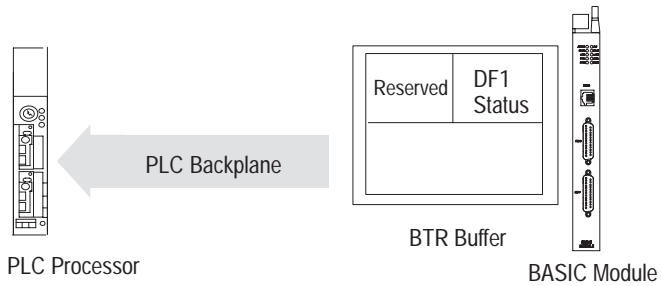 Reserved
DF1
Status
PLC Backplane
BTR Buffer
PLC Processor
BASIC Module